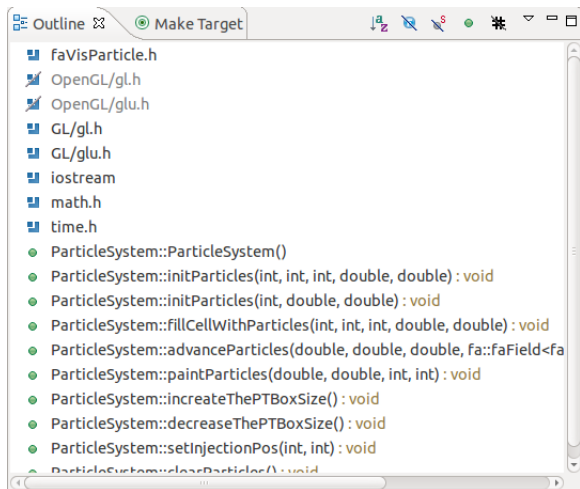 Outline Make Target
faVisParticle.h
OpenGL/gl.h
OpenGL/glu.h
GL/gl.h
GL/glu.h
iostream
math.h
time.h
ParticleSystem::ParticleSystem()
ParticleSystem::initParticles(int, int, int, double, double) : void
ParticleSystem::initParticles(int, double, double) : void
ParticleSystem::fillCellWithParticles(int, int, int, double, double) : void
ParticleSystem::advanceParticles(double, double, double, fa::faField<fa
ParticleSystem::paintParticles(double, double, int, int) : void
ParticleSystem::increateThePTBoxSize() : void
ParticleSystem::decreaseThePTBoxSize() : void
ParticleSystem::setInjectionPos(int, int) : void
ParticleSystem::clearParticles() : void